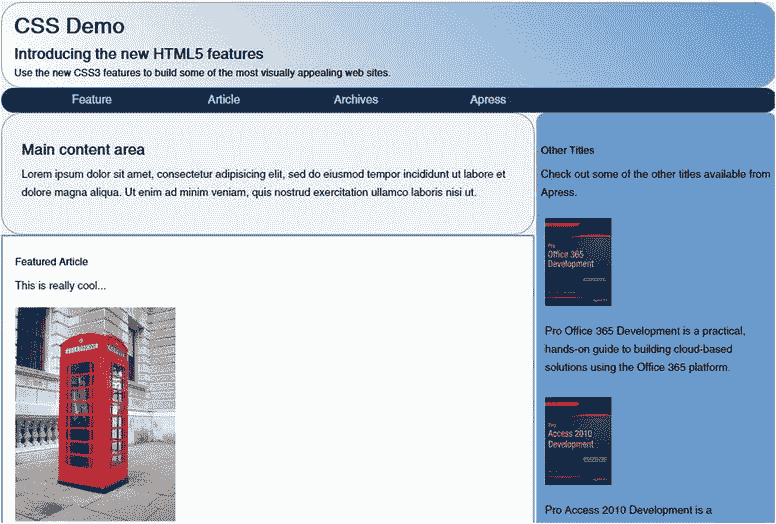 CSS Demo
Introducing the new HTML5 features
Use the new CSS3 features to build some of the most visually appealing web sites.
Feature Article Archives Apress
Main content area
Lorem ipsum dolor sit amet, consectetur adipisicing elit, sed do eiusmod tempor incididunt ut labore et
dolore magna aliqua. Ut enim ad minim veniam, quis nostrud exercitation ullamco laboris nisi ut.
Featured Article
This is really cool...
TELEPHONE
Other Titles
Check out some of the other titles available from
Apress.
Pro
Office 365
Development
Pro Office 365 Development is a practical,
hands-on guide to building cloud-based
solutions using the Office 365 platform.
Pro
Access 2010
Development
Pro Access 2010 Development is a